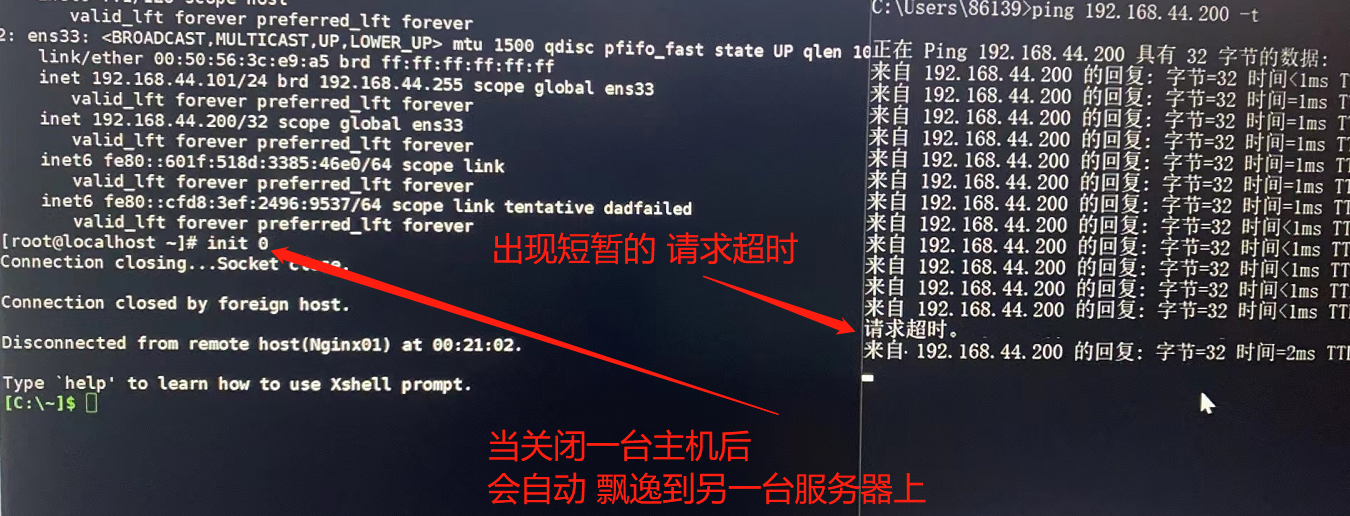 valid_lft forever preferred_lft forever
2: ens33: <BROADCAST,MULTICAST,UP,LOWER_UP> mtu 1500 qdisc pfifo_fast state UP qlen 10
link/ether 00:50:56:3c:e9:a5 brd ff:ff:ff:ff:ff:ff
inet 192.168.44.101/24 brd 192.168.44.255 scope global ens33
valid_lft forever preferred_lft forever
inet 192.168.44.200/32 scope global ens33
valid_lft forever preferred_lft forever
inet6 fe80::601f:518d:3385:46e0/64 scope link
valid_lft forever preferred_lft forever
inet6 fe80::cfd8:3ef:2496:9537/64 scope link tentative dadfailed
valid_lft forever preferred_lft forever
[root@localhost ~]# init 0
Connection closing...Socket close.
Connection closed by foreign host.
Disconnected from remote host(Nginx01) at 00:21:02.
Type `help' to learn how to use Xshell prompt.
[C:\~]$
C:\Users\86139>ping 192.168.44.200 -t
正在 Ping 192.168.44.200 具有 32 字节的数据:
来自 192.168.44.200 的回复: 字节=32 时间<1ms TT
来自 192.168.44.200 的回复: 字节=32 时间=1ms T
来自 192.168.44.200 的回复: 字节=32 时间=1ms TT
来自 192.168.44.200 的回复: 字节=32 时间=1ms TT
来自 192.168.44.200 的回复: 字节=32 时间=1ms TT
来自 192.168.44.200 的回复: 字节=32 时间=1ms TT
来自 192.168.44.200 的回复: 字节=32 时间=1ms TT
来自 192.168.44.200 的回复: 字节=32 时间<1ms TT
来自 192.168.44.200 的回复: 字节=32 时间<1ms TT
来自 192.168.44.200 的回复: 字节=32 时间<1ms TT
来自 192.168.44.200 的回复: 字节=32 时间<1ms TT
来自 192.168.44.200 的回复: 字节=32 时间<1ms TT
请求超时。
来自 192.168.44.200 的回复: 字节=32 时间=2ms TT
出现短暂的 请求超时
当关闭一台主机后
会自动 飘逸到另一台服务器上